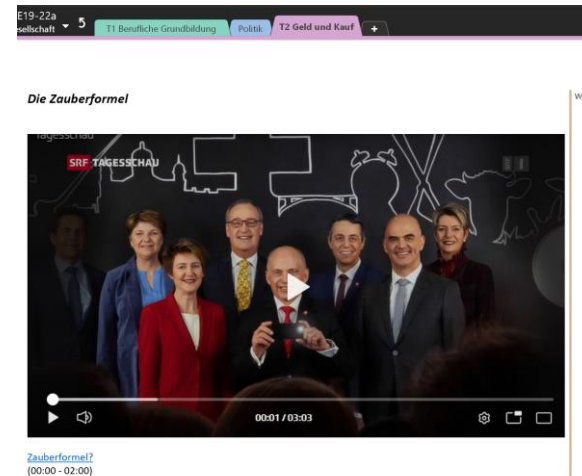 E19-22a
sellschaft
5
T1 Berufliche Grundbildung
Politik
T2 Geld und Kauf
+
W
Die Zauberformel
Tagesschau
SRF TAGESSCHAU
00:01 / 03:03
Zauberformel?
(00:00 - 02:00)